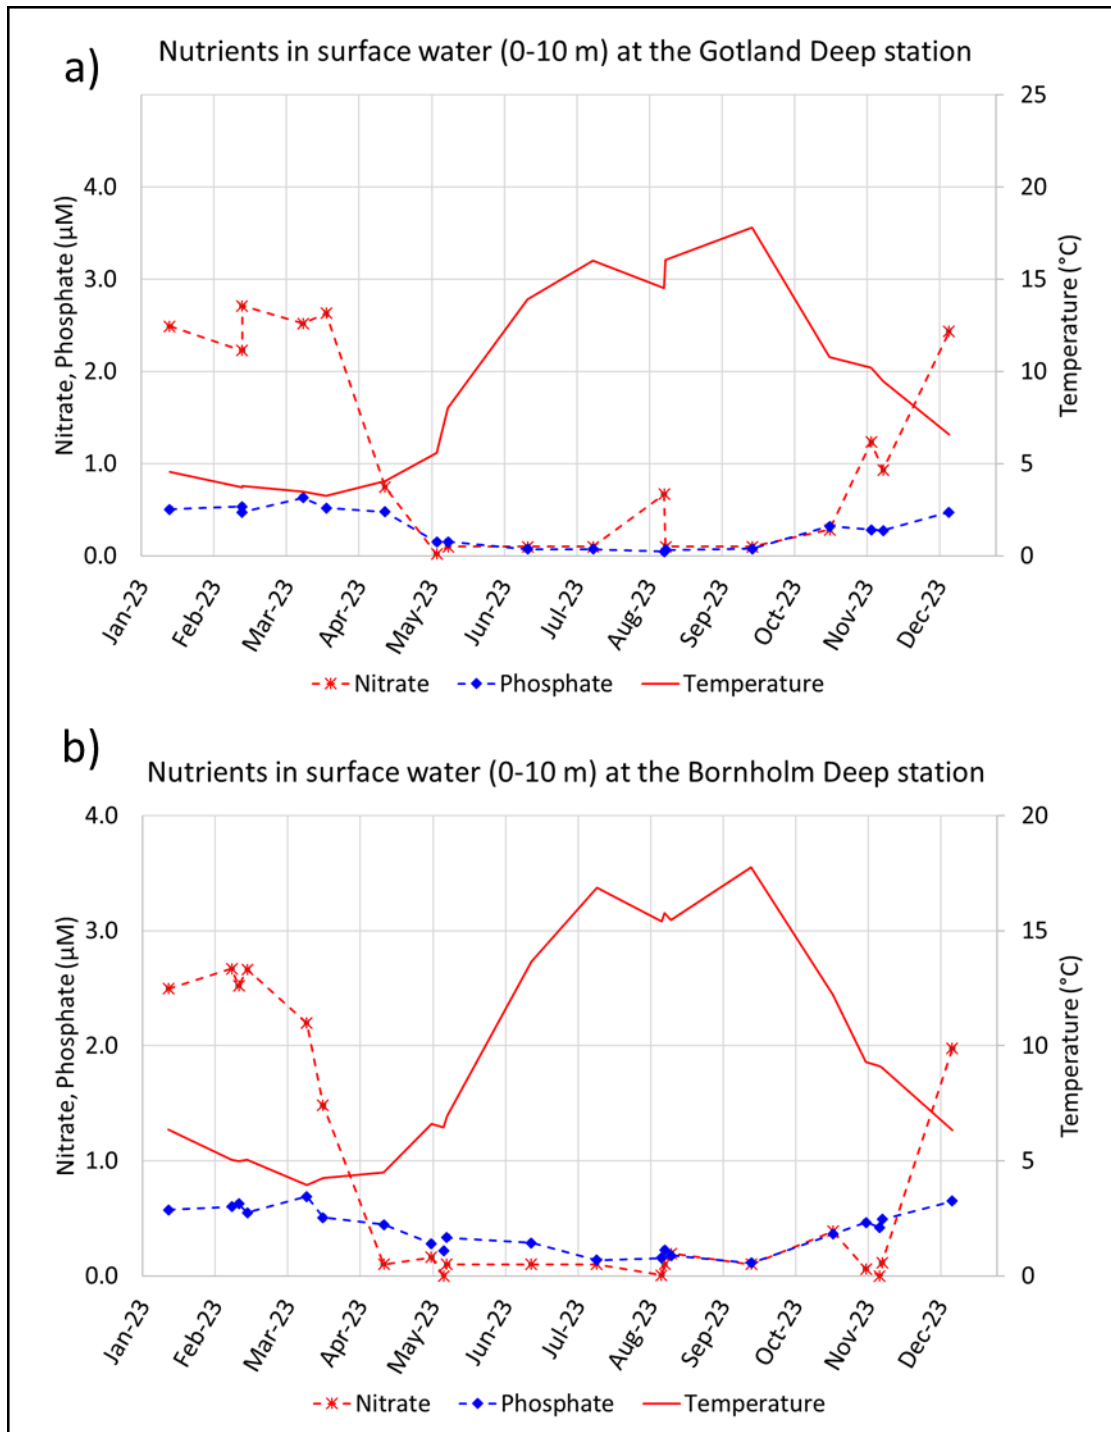 a)
Nutrients in surface water (0-10 m) at the Gotland Deep station
Nitrate, Phosphate (µM)
4.0
3.0
2.0
1.0
0.0
25
20
15
10
5
0
Temperature (°C)
Jan-23
Feb-23
Mar-23
Apr-23
May-23
Jun-23
Jul-23
Aug-23
Sep-23
Oct-23
Nov-23
Dec-23
Nitrate Phosphate Temperature
b)
Nutrients in surface water (0-10 m) at the Bornholm Deep station
Nitrate, Phosphate (µM)
4.0
3.0
2.0
1.0
0.0
20
15
10
5
0
Temperature (°C)
Jan-23
Feb-23
Mar-23
Apr-23
May-23
Jun-23
Jul-23
Aug-23
Sep-23
Oct-23
Nov-23
Dec-23
Nitrate Phosphate Temperature